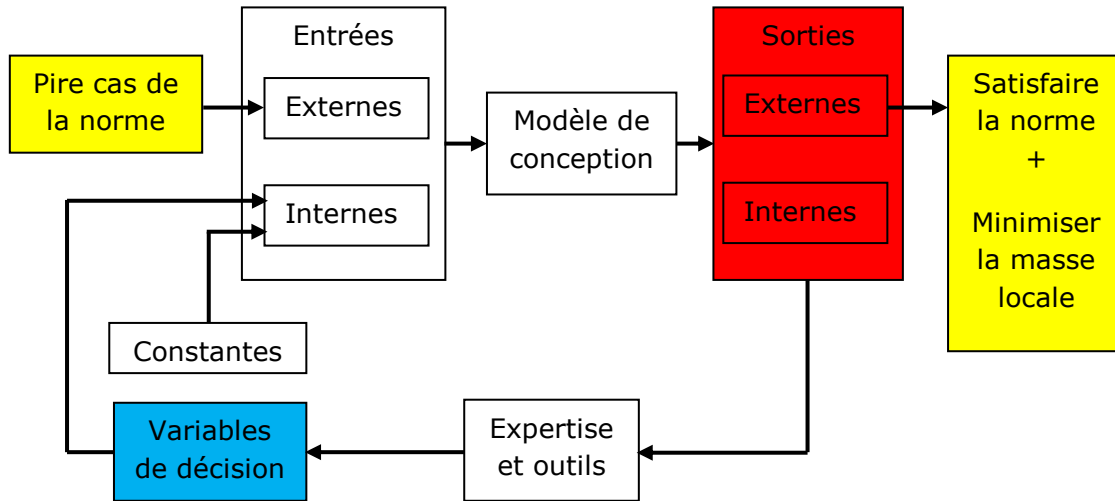 Entrées
Sorties
Pire cas de
la norme
Externes
Internes
Modèle de
conception
Externes
Internes
Satisfaire
la norme
+
Minimiser
la masse
locale
Constantes
Variables
de décision
Expertise
et outils